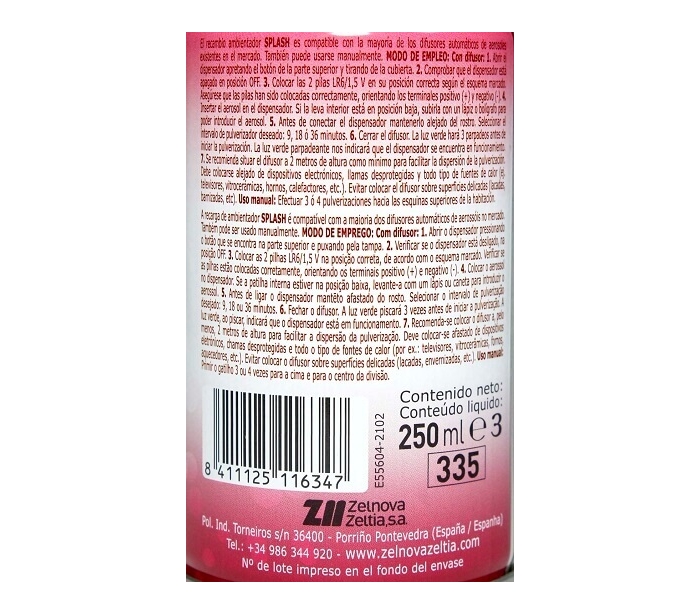 El recambio ambientador SPLASH es compatible con la mayoría de los difusores automáticos de aerosoles
existentes en el mercado. También puede usarse manualmente. MODO DE EMPLEO: Con difusor: 1. Abrir el
dispensador apretando el botón de la parte superior y tirando de la cubierta. 2. Comprobar que el dispensador está
apagado en posición OFF. 3. Colocar las 2 pilas LR6/1,5 V en su posición correcta según el esquema marcado.
Asegúrese que las pilas han sido colocadas correctamente, orientando los terminales positivo (+) y negativo (-). 4.
Insertar el aerosol en el dispensador. Si la leva interior está en posición baja, subirla con un lápiz o bolígrafo para
poder introducir el aerosol. 5. Antes de conectar el dispensador mantenerlo alejado del rostro. Seleccionar el
intervalo de pulverizador deseado: 9, 18 ó 36 minutos. 6. Cerrar el difusor. La luz verde hará 3 parpadeos antes de
iniciar la pulverización. La luz verde parpadeante nos indicará que el dispensador se encuentra en funcionamiento.
7. Se recomienda situar el difusor a 2 metros de altura como mínimo para facilitar la dispersión de la pulverización.
Debe colocarse alejado de dispositivos electrónicos, llamas desprotegidas y todo tipo de fuentes de calor (ej.
televisores, vitrocerámicas, hornos, calefactores, etc.). Evitar colocar el difusor sobre superficies delicadas (lacadas,
barnizadas, etc). Uso manual: Efectuar 3 ó 4 pulverizaciones hacia las esquinas superiores de la habitación.
A recarga de ambientador SPLASH é compatível com a maioria dos difusores automáticos de aerossóis no mercado.
Também pode ser usado manualmente. MODO DE EMPREGO: Com difusor: 1. Abrir o dispensador pressionando
o botão que se encontra na parte superior e puxando pela tampa. 2. Verificar se o dispensador está desligado, na
posição OFF. 3. Colocar as 2 pilhas LR6/1,5 V na posição correta, de acordo com o esquema marcado. Verificar se
as pilhas estão colocadas corretamente, orientando os terminais positivo (+) e negativo (-). 4. Colocar o aerosol
no dispensador. Se a patilha interna estiver na posição baixa, levante-a com um lápis ou caneta para introduzir o
aerosol. 5. Antes de ligar o dispensador mantêto afastado do rosto. Selecionar o intervalo de pulverização
desejado: 9, 18 ou 36 minutos. 6. Fechar o difusor. A luz verde piscará 3 vezes antes de iniciar a pulverização. A
luz verde, ao piscar, indicará que o dispensador está em funcionamento. 7. Recomenda-se colocar o difusor a, pelo
menos, 2 metros de altura para facilitar a dispersão da pulverização. Deve colocar-se afastado de dispositivos
eletrónicos, chamas desprotegidas e todo o tipo de fontes de calor (por ex.: televisores, vitrocerâmicas, fornos,
aquecedores, etc.). Evitar colocar o difusor sobre superfícies delicadas (lacadas, envernizadas, etc.). Uso manual:
Premir o gatilho 3 ou 4 vezes para a cima e para o centro da divisão.
Contenido neto:
Conteúdo líquido:
250 ml e 3
335
E55604-2102
8 411125 116347
Zelnova
Zeltia,s.a.
Pol. Ind. Torneiros s/n 36400 - Porriño Pontevedra (España / Espanha)
Tel.: +34 986 344 920 - www.zelnovazeltia.com
Nº de lote impreso en el fondo del envase